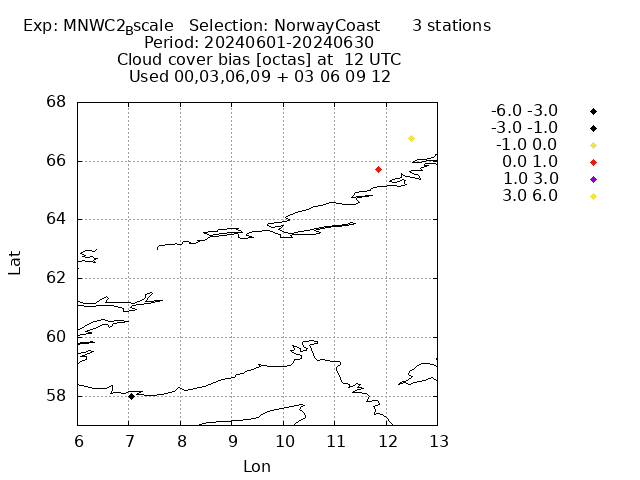 Exp: MNWC2Bscale Selection: NorwayCoast 3 stations
Period: 20240601-20240630
Cloud cover bias [octas] at 12 UTC
Used 00,03,06,09 + 03 06 09 12
68
66
64
62
60
58
6 7 8 9 10 11 12 13
Lat
Lon
-6.0 -3.0
-3.0 -1.0
-1.0 0.0
0.0 1.0
1.0 3.0
3.0 6.0